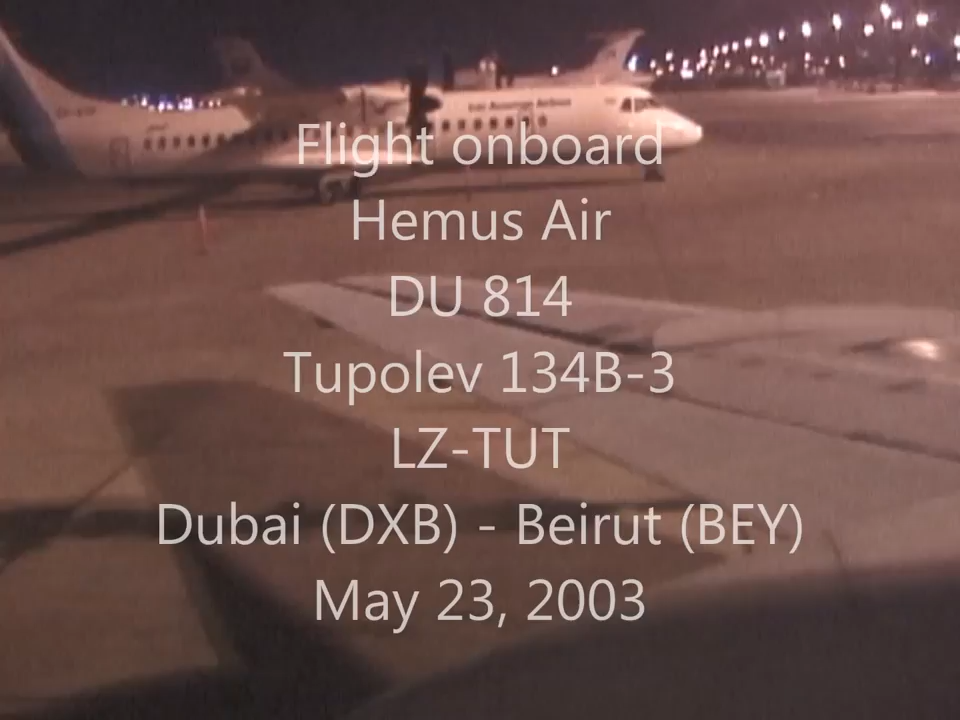 Flight onboard
Hemus Air
DU 814
Tupolev 134B-3
LZ-TUT
Dubai (DXB) - Beirut (BEY)
May 23, 2003